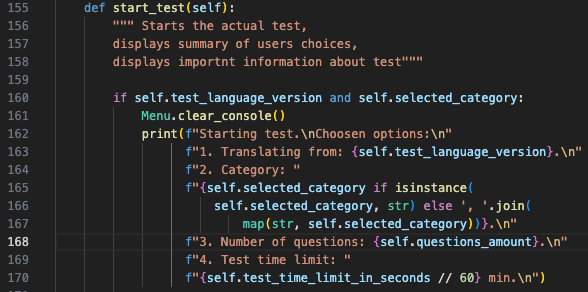 155 def start_test(self):
156 """ Starts the actual test,
157 displays summary of users choices,
158 displays importnt information about test"""
159
160 if self.test_language_version and self.selected_category:
161 Menu.clear_console()
162 print(f"Starting test.\nChoosen options:\n"
163 f"1. Translating from: {self.test_language_version}.\n"
164 f"2. Category: "
165 f"{self.selected_category if isinstance(
166 self.selected_category, str) else ', '.join(
167 map(str, self.selected_category))}.\n"
168 f"3. Number of questions: {self.questions_amount}.\n"
169 f"4. Test time limit: "
170 f"{self.test_time_limit_in_seconds // 60} min.\n")